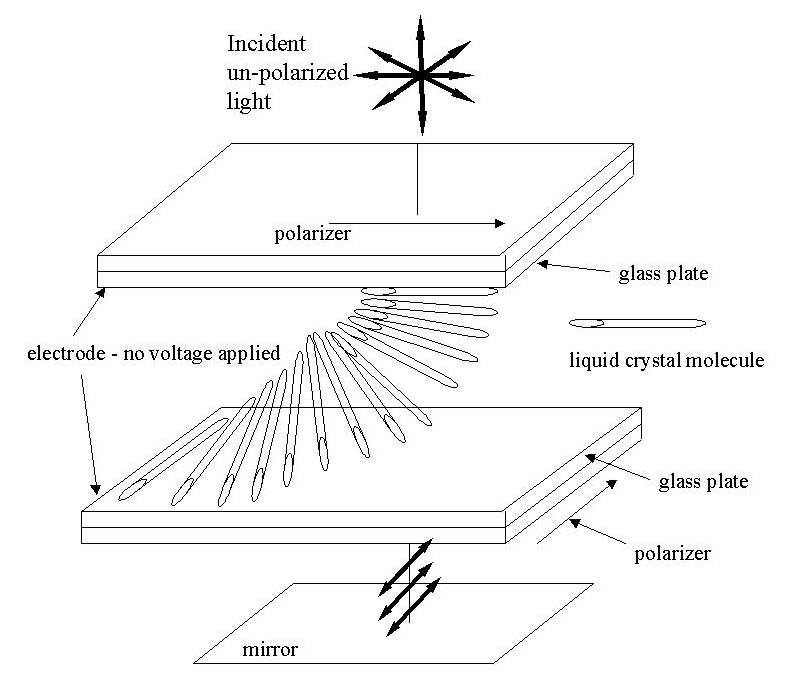 Incident
un-polarized
light
polarizer
glass plate
electrode - no voltage applied
liquid crystal molecule
glass plate
polarizer
mirror